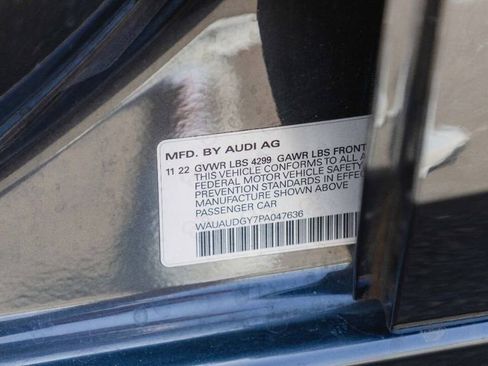 MFD. BY AUDI AG
11 22 GVWR LBS 4299 GAWR LBS FRONT
THIS VEHICLE CONFORMS TO ALL A
FEDERAL MOTOR VEHICLE SAFETY
PREVENTION STANDARDS IN EFFEC
MANUFACTURE SHOWN ABOVE
PASSENGER CAR
WAUAUDGY7PA047636